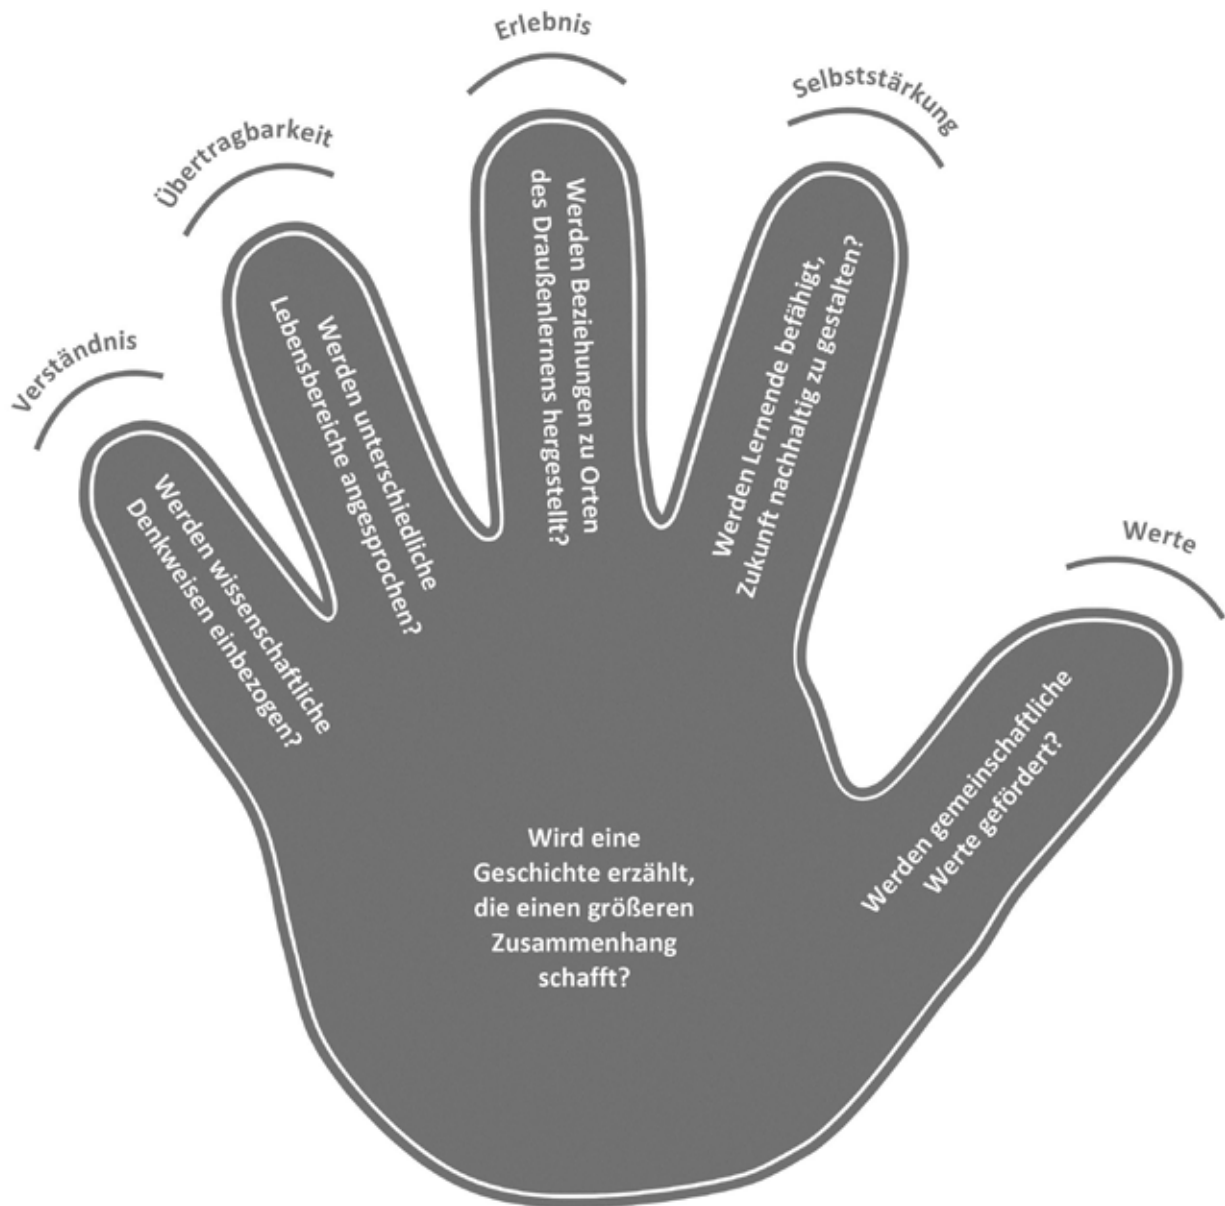 Verständnis
Werden wissenschaftliche
Denkweisen einbezogen?
Übertragbarkeit
Werden unterschiedliche
Lebensbereiche angesprochen?
Erlebnis
Werden Beziehungen zu Orten
des Draußenlernens hergestellt?
Selbststärkung
Werden Lernende befähigt,
Zukunft nachhaltig zu gestalten?
Werte
Werden gemeinschaftliche
Werte gefördert?
Wird eine
Geschichte erzählt,
die einen größeren
Zusammenhang
schafft?